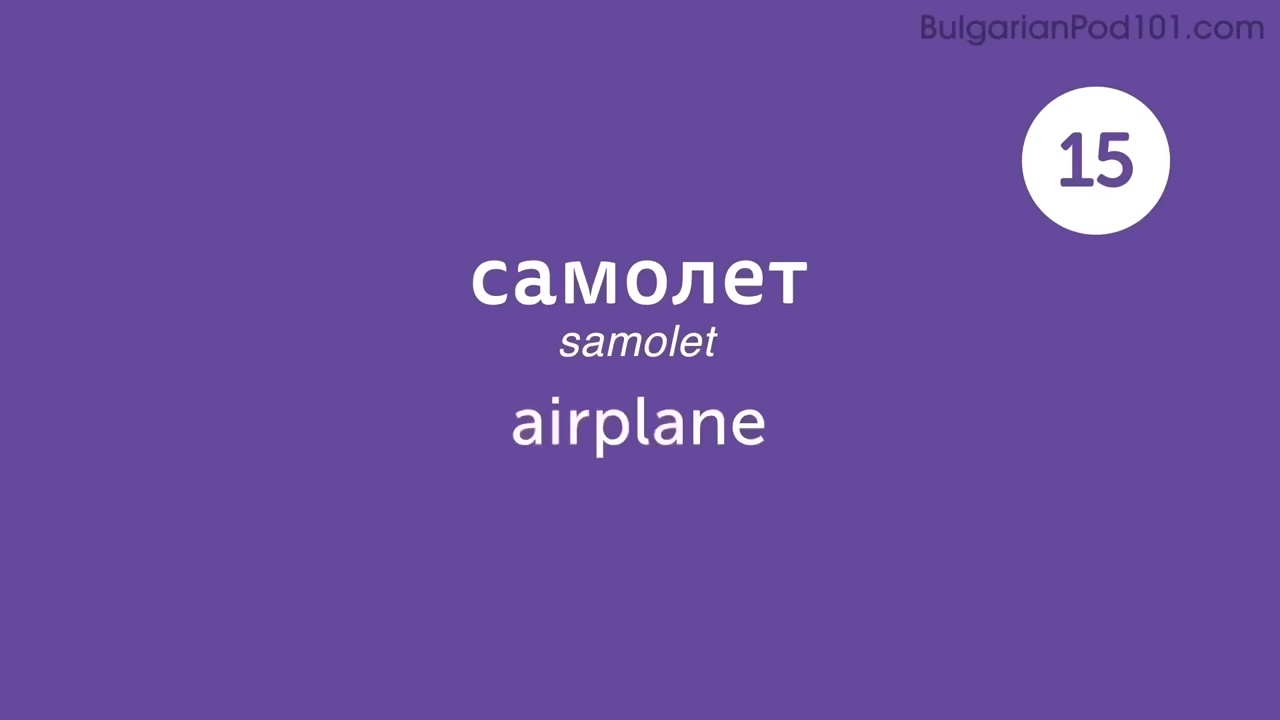 BulgarianPod101.com
15
самолет
samolet
airplane